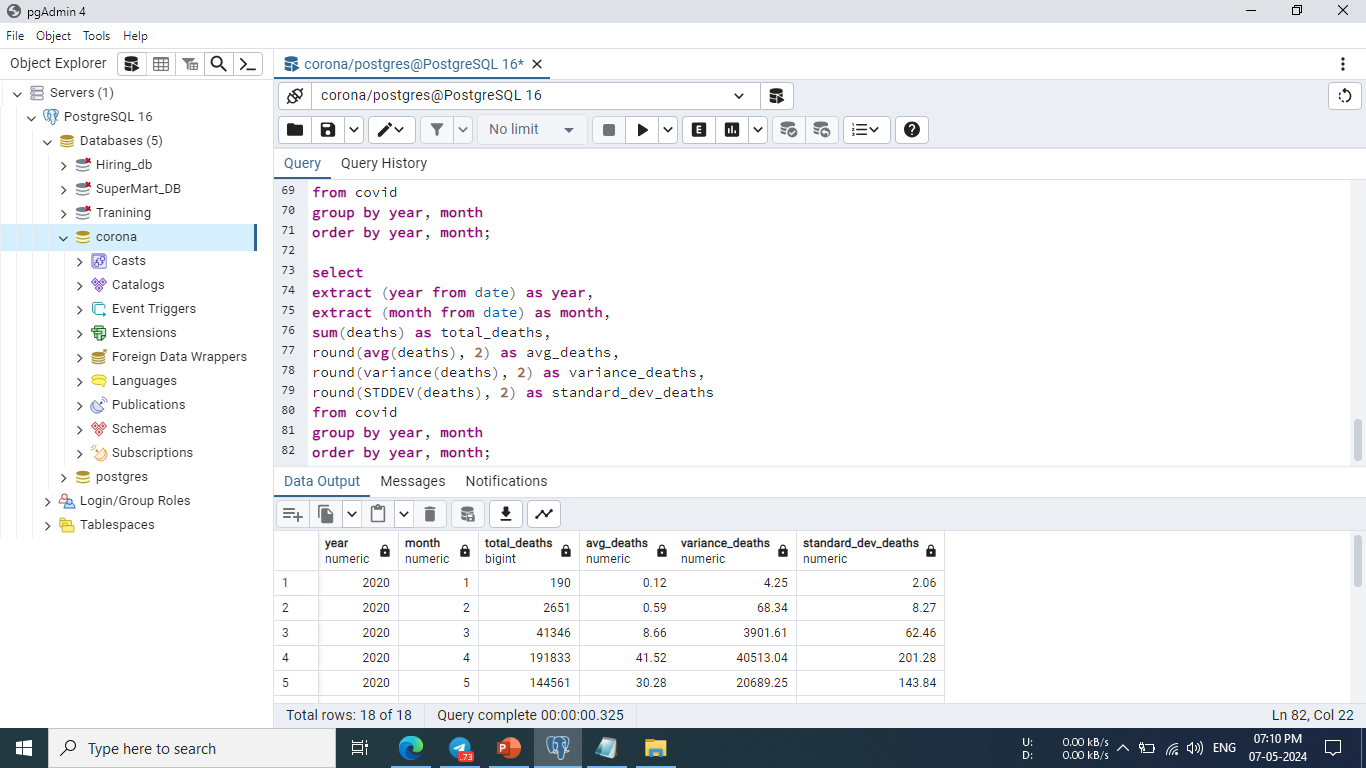 pgAdmin 4
File Object Tools Help
Object Explorer
corona/postgres@PostgreSQL 16*
Servers (1)
PostgreSQL 16
Databases (5)
Hiring_db
SuperMart_DB
Tranining
corona
Casts
Catalogs
Event Triggers
Extensions
Foreign Data Wrappers
Languages
Publications
Schemas
Subscriptions
postgres
Login/Group Roles
Tablespaces
corona/postgres@PostgreSQL 16
No limit
E
Query Query History
69 from covid
70 group by year, month
71 order by year, month;
72
73 select
74 extract (year from date) as year,
75 extract (month from date) as month,
76 sum(deaths) as total_deaths,
77 round(avg(deaths), 2) as avg_deaths,
78 round(variance(deaths), 2) as variance_deaths,
79 round(STDDEV(deaths), 2) as standard_dev_deaths
80 from covid
81 group by year, month
82 order by year, month;
Data Output Messages Notifications
year month total_deaths avg_deaths variance_deaths standard_dev_deaths
numeric numeric bigint numeric numeric numeric
1 2020 1 190 0.12 4.25 2.06
2 2020 2 2651 0.59 68.34 8.27
3 2020 3 41346 8.66 3901.61 62.46
4 2020 4 191833 41.52 40513.04 201.28
5 2020 5 144561 30.28 20689.25 143.84
Total rows: 18 of 18 Query complete 00:00:00.325 Ln 82, Col 22
Type here to search
73
U: 0.00 kB/s
D: 0.00 kB/s
ENG
07:10 PM
07-05-2024